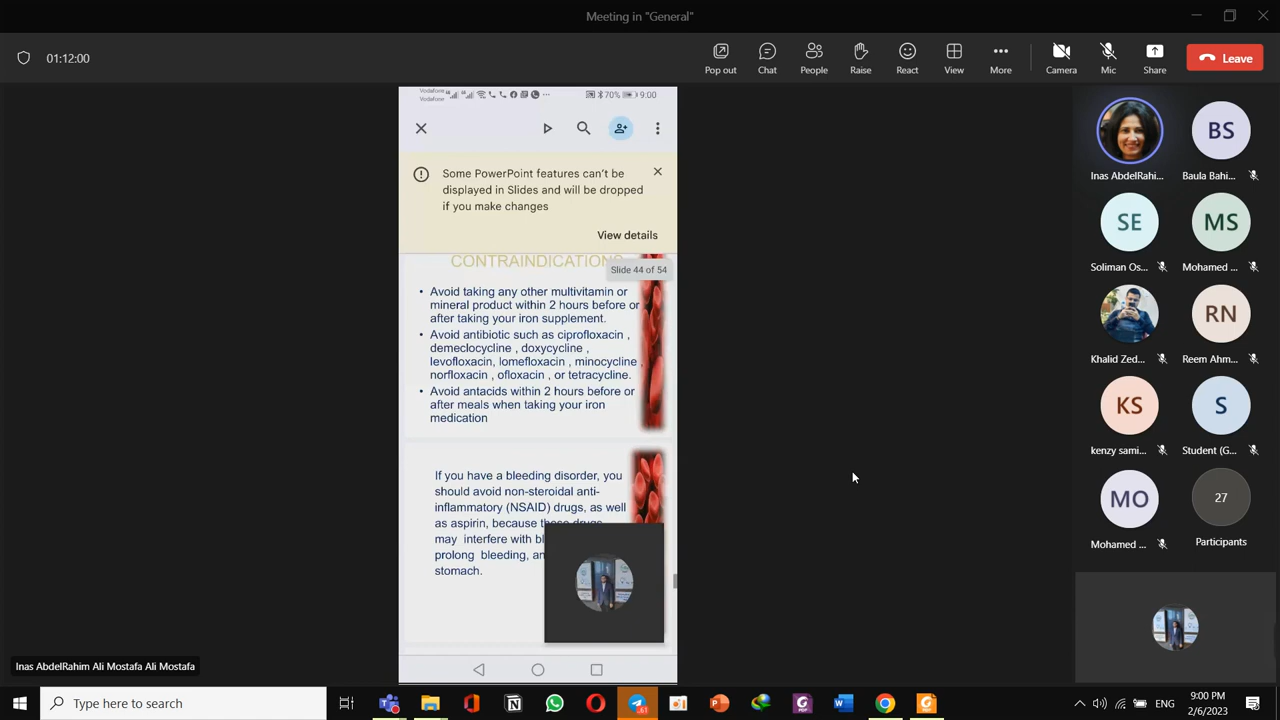 Meeting in "General"
01:12:00
Pop out
Chat
People
Raise
React
View
More
Camera
Mic
Share
Leave
Vodafone
Vodafone
70%
9:00
Some PowerPoint features can't be
displayed in Slides and will be dropped
if you make changes
View details
CONTRAINDICATIONS
Slide 44 of 54
• Avoid taking any other multivitamin or
mineral product within 2 hours before or
after taking your iron supplement.
• Avoid antibiotic such as ciprofloxacin ,
demeclocycline , doxycycline ,
levofloxacin, lomefloxacin , minocycline ,
norfloxacin , ofloxacin , or tetracycline.
• Avoid antacids within 2 hours before or
after meals when taking your iron
medication
If you have a bleeding disorder, you
should avoid non-steroidal anti-
inflammatory (NSAID) drugs, as well
as aspirin, because these drugs
may interfere with
prolong bleeding,
stomach.
Inas AbdelRahi...
BS
Baula Bahi...
SE
Soliman Os...
MS
Mohamed ...
Khalid Zed...
RN
Reem Ahm...
KS
kenzy sami...
S
Student (G...
MO
Mohamed ...
27
Participants
Inas AbdelRahim Ali Mostafa Ali Mostafa
Type here to search
ENG
9:00 PM
2/6/2023